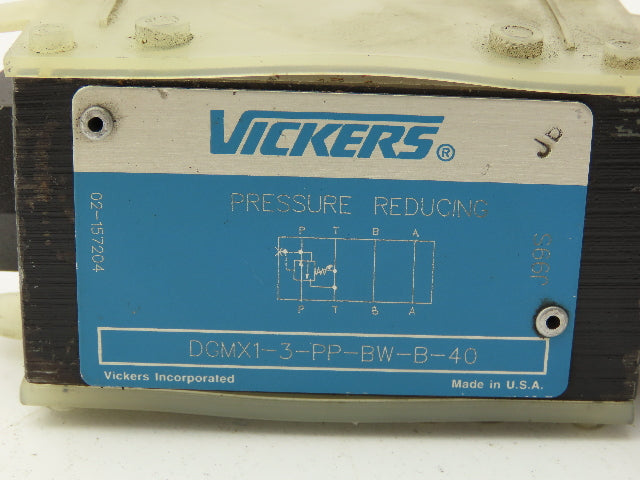 VICKERS®
JP
PRESSURE REDUCING
02-157204
P T B A
P T B A
DGMX1-3-PP-BW-B-40
Vickers Incorporated
Made in U.S.A.